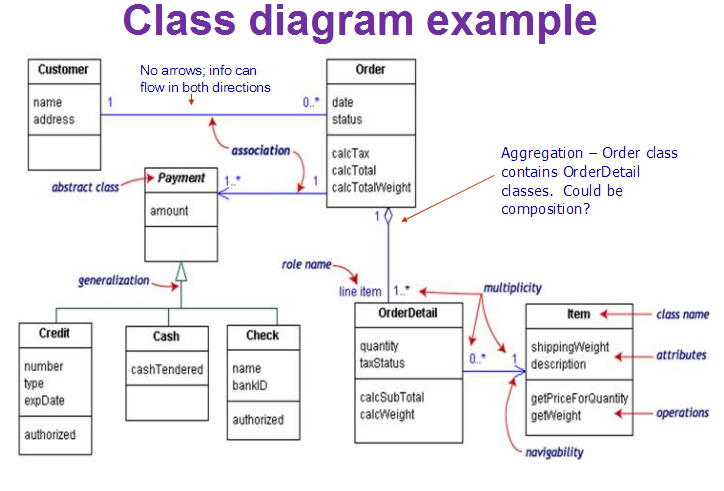 Class diagram example
Customer
name
address
No arrows; info can
flow in both directions
1
0..*
Order
date
status
calcTax
calcTotal
calcTotalWeight
association
abstract class
Payment
amount
1..*
1
Aggregation – Order class
contains OrderDetail
classes. Could be
composition?
1
generalization
role name
line item
1..*
multiplicity
Credit
number
type
expDate
authorized
Cash
cashTendered
Check
name
bankID
authorized
OrderDetail
quantity
taxStatus
calcSubTotal
calcWeight
0..*
1
Item
shippingWeight
description
getPriceForQuantity
getWeight
class name
attributes
operations
navigability